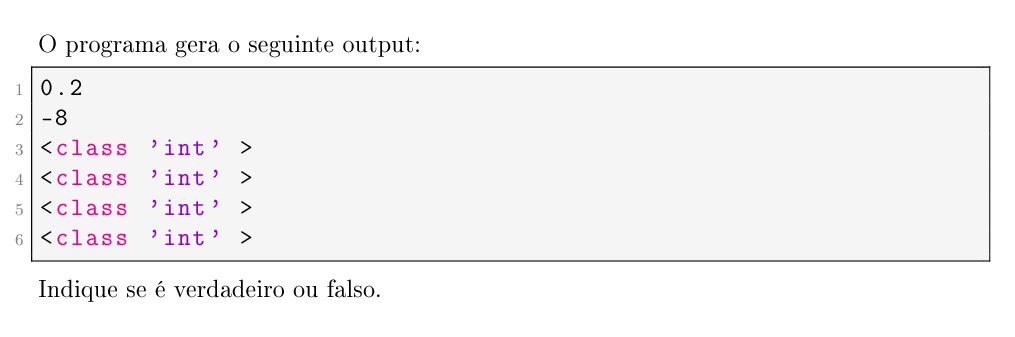 O programa gera o seguinte output:
1 0.2
2 -8
3 <class 'int' >
4 <class 'int' >
5 <class 'int' >
6 <class 'int' >
Indique se é verdadeiro ou falso.